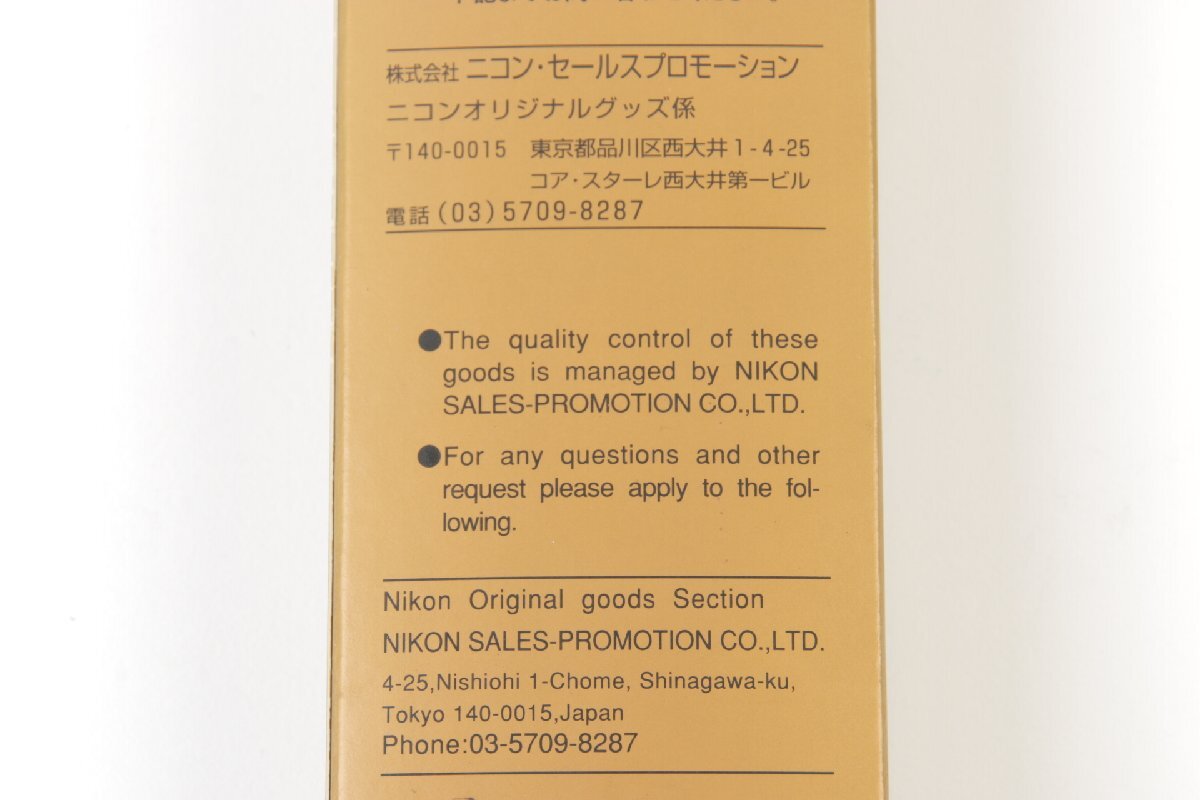 株式会社 ニコン・セールスプロモーション
ニコンオリジナルグッズ係
〒140-0015 東京都品川区西大井1-4-25
コア・スターレ西大井第一ビル
電話(03)5709-8287
●The quality control of these
goods is managed by NIKON
SALES-PROMOTION CO.,LTD.
●For any questions and other
request please apply to the fol-
lowing.
Nikon Original goods Section
NIKON SALES-PROMOTION CO.,LTD.
4-25,Nishiohi 1-Chome, Shinagawa-ku,
Tokyo 140-0015,Japan
Phone:03-5709-8287